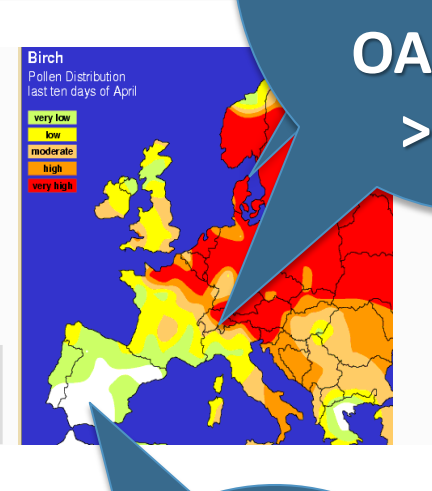 Birch
Pollen Distribution
last ten days of April
very low
low
moderate
high
very high
OA
>